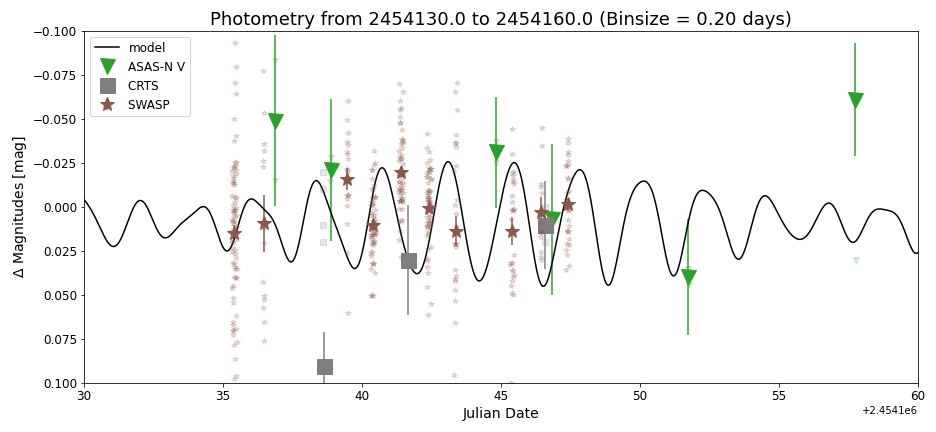 Photometry from 2454130.0 to 2454160.0 (Binsize = 0.20 days)
−0.100
−0.075
−0.050
−0.025
0.000
0.025
0.050
0.075
0.100
Δ Magnitudes [mag]
model
ASAS-N V
CRTS
SWASP
30 35 40 45 50 55 60
Julian Date
+2.4541e6